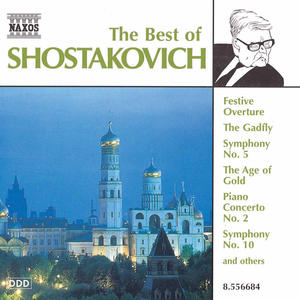 NAXOS
The Best of
SHOSTAKOVICH
Festive
Overture
The Gadfly
Symphony
No. 5
The Age of
Gold
Piano
Concerto
No. 2
Symphony
No. 10
and others
DDD
8.556684